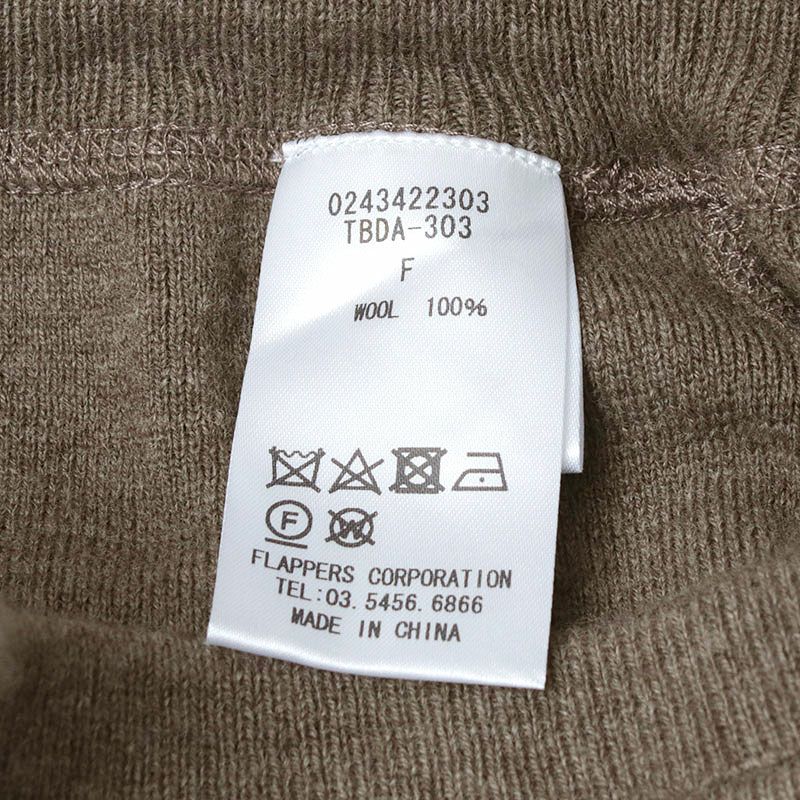 0243422303
TBDA-303
F
WOOL 100%
F
W
FLAPPERS CORPORATION
TEL:03. 5456. 6866
MADE IN CHINA